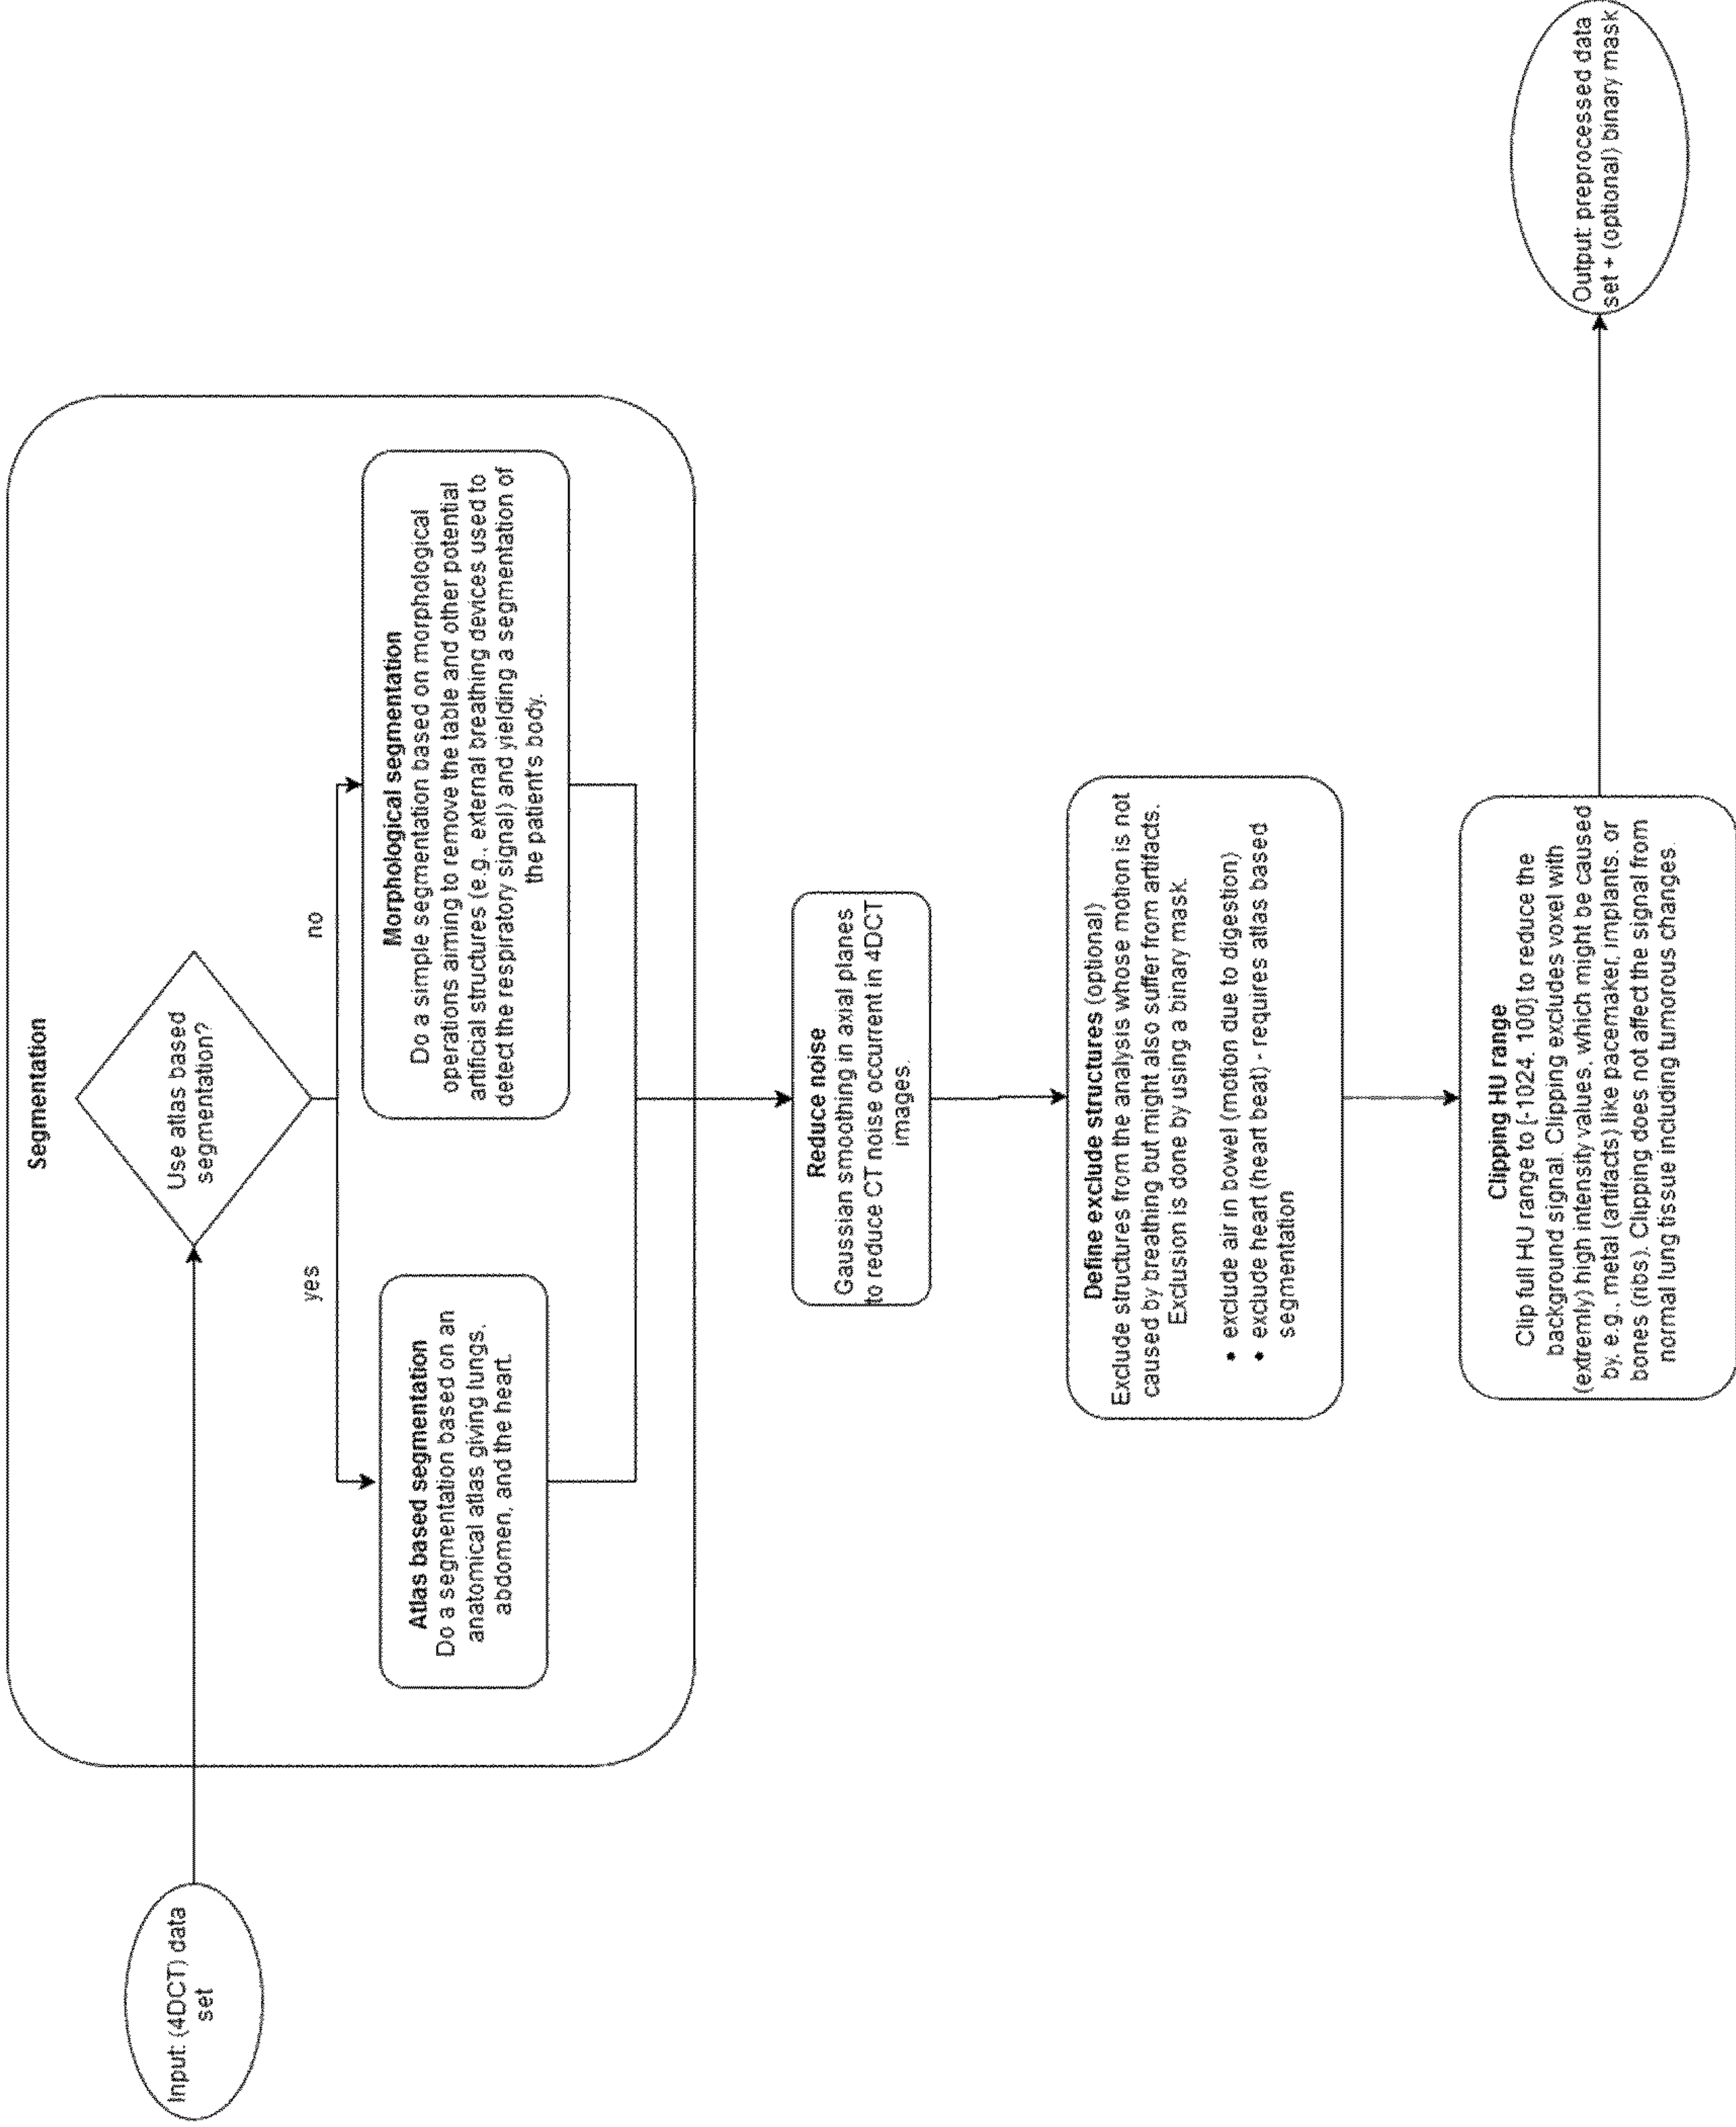 Input: (4DCT) data
set
Segmentation
Use atlas based
segmentation?
yes
no
Atlas based segmentation
Do a segmentation based on an
anatomical atlas giving lungs,
abdomen, and the heart.
Morphological segmentation
Do a simple segmentation based on morphological
operations aiming to remove the table and other potential
artificial structures (e.g., external breathing devices used to
detect the respiratory signal) and yielding a segmentation of
the patient's body.
Reduce noise
Gaussian smoothing in axial planes
to reduce CT noise occurrent in 4DCT
images.
Define exclude structures (optional)
Exclude structures from the analysis whose motion is not
caused by breathing but might also suffer from artifacts.
Exclusion is done by using a binary mask.
• exclude air in bowel (motion due to digestion)
• exclude heart (heart beat) - requires atlas based
segmentation
Clipping HU range
Clip full HU range to [-1024, 100] to reduce the
background signal. Clipping excludes voxel with
(extremly) high intensity values, which might be caused
by, e.g., metal (artifacts) like pacemaker, implants, or
bones (ribs). Clipping does not affect the signal from
normal lung tissue including tumorous changes.
Output: preprocessed data
set + (optional) binary mask